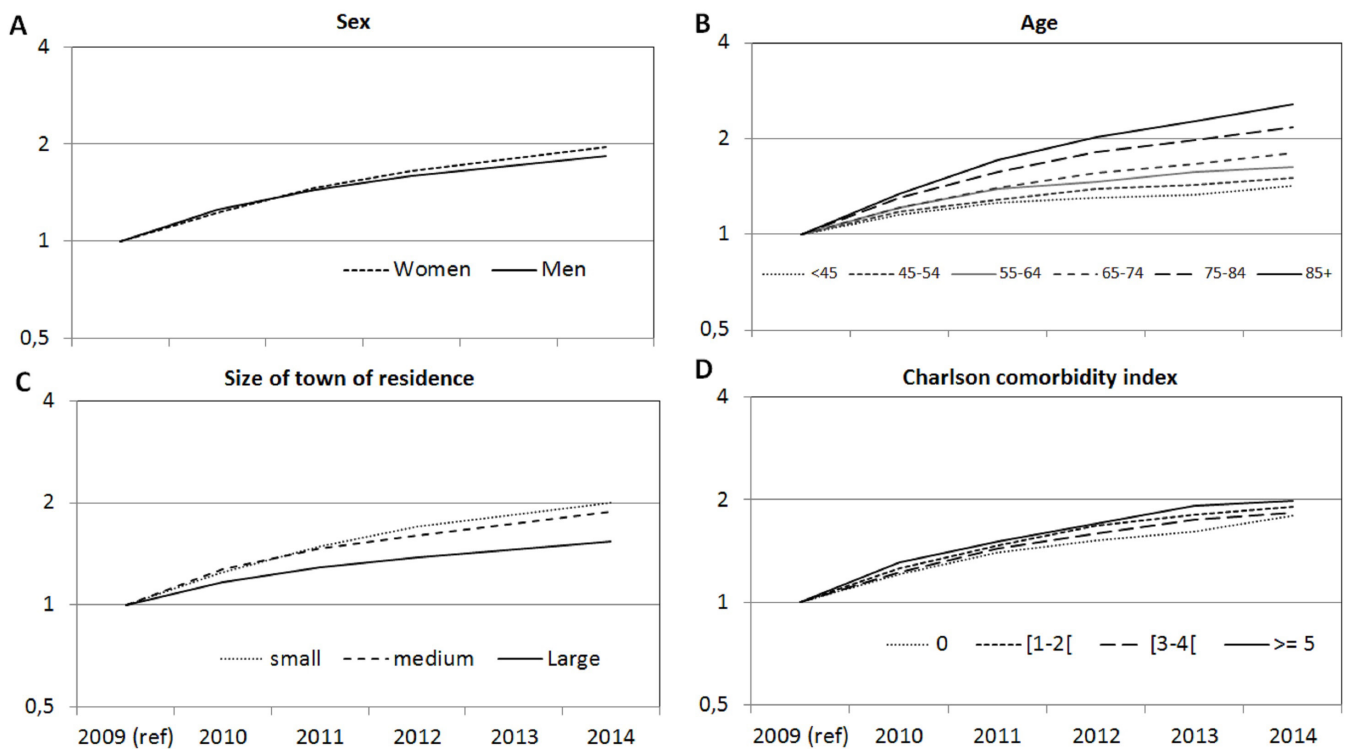 A
Sex
4
2
1
0,5
Women Men
B
Age
4
2
1
0,5
<45 45-54 55-64 65-74 75-84 85+
C
Size of town of residence
4
2
1
0,5
small medium Large
2009 (ref) 2010 2011 2012 2013 2014
D
Charlson comorbidity index
4
2
1
0,5
0 [1-2[ [3-4[ >= 5
2009 (ref) 2010 2011 2012 2013 2014